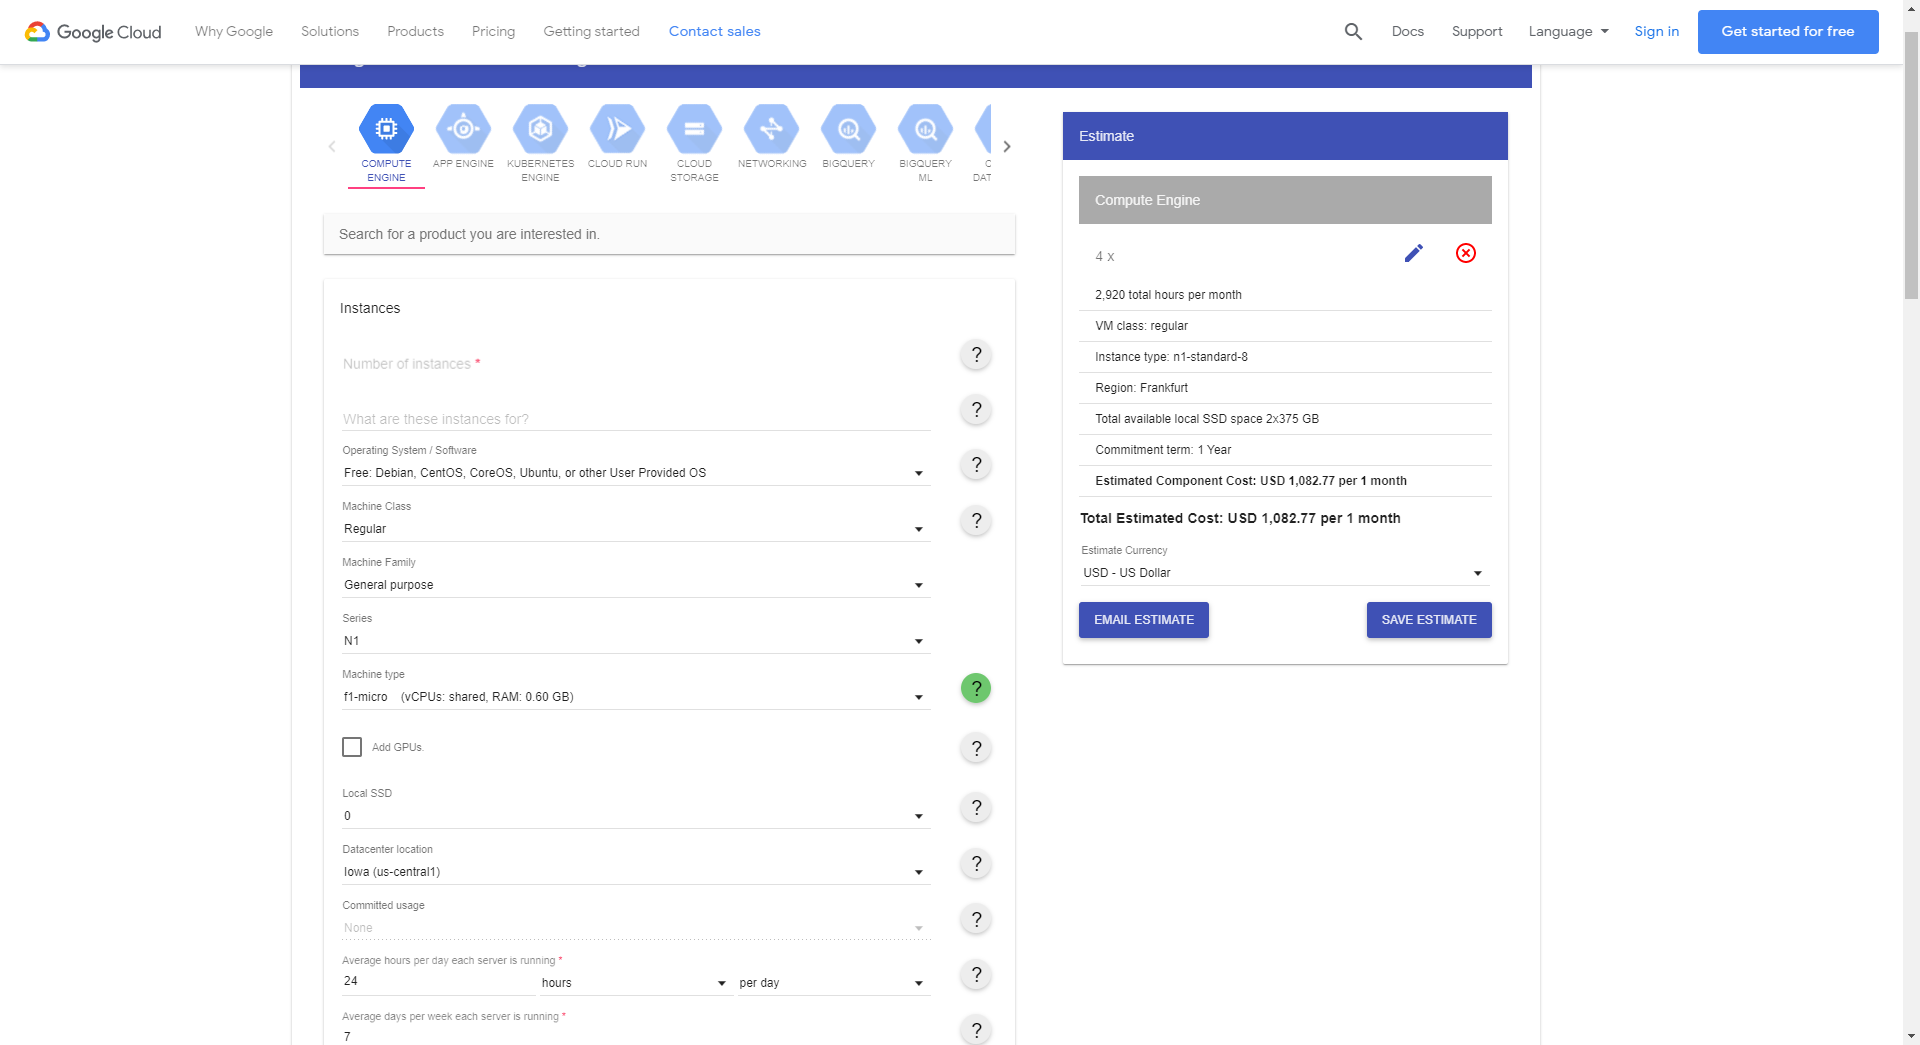 Google Cloud
Why Google
Solutions
Products
Pricing
Getting started
Contact sales
Docs
Support
Language
Sign in
Get started for free
COMPUTE
ENGINE
APP ENGINE
KUBERNETES
ENGINE
CLOUD RUN
CLOUD
STORAGE
NETWORKING
BIGQUERY
BIGQUERY
ML
Search for a product you are interested in.
Instances
Number of instances *
?
What are these instances for?
?
Operating System / Software
Free: Debian, CentOS, CoreOS, Ubuntu, or other User Provided OS
?
Machine Class
Regular
?
Machine Family
General purpose
Series
N1
Machine type
f1-micro (vCPUs: shared, RAM: 0.60 GB)
?
Add GPUs.
?
Local SSD
0
?
Datacenter location
Iowa (us-central1)
?
Committed usage
None
?
Average hours per day each server is running *
24 hours per day
?
Average days per week each server is running *
7
?
Estimate
Compute Engine
4 x
2,920 total hours per month
VM class: regular
Instance type: n1-standard-8
Region: Frankfurt
Total available local SSD space 2x375 GB
Commitment term: 1 Year
Estimated Component Cost: USD 1,082.77 per 1 month
Total Estimated Cost: USD 1,082.77 per 1 month
Estimate Currency
USD - US Dollar
EMAIL ESTIMATE
SAVE ESTIMATE